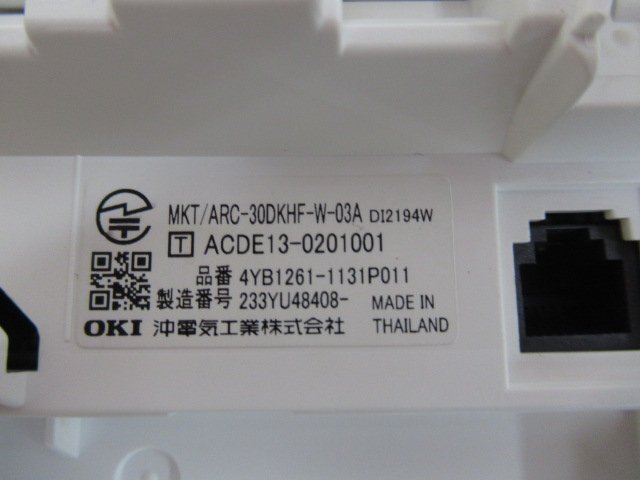 MKT/ARC-30DKHF-W-03A DI2194W
T ACDE13-0201001
品番 4YB1261-1131P011
製造番号 233YU48408- MADE IN
OKI 沖電気工業株式会社 THAILAND